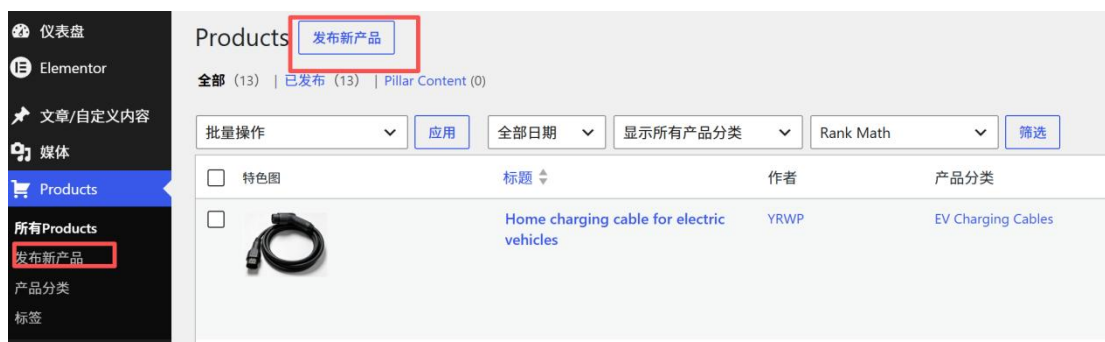 仪表盘
Elementor
文章/自定义内容
媒体
Products
所有Products
发布新产品
产品分类
标签
Products 发布新产品
全部 (13) | 已发布 (13) | Pillar Content (0)
批量操作 应用 全部日期 显示所有产品分类 Rank Math 筛选
特色图 标题 作者 产品分类
Home charging cable for electric YRWP EV Charging Cables
vehicles